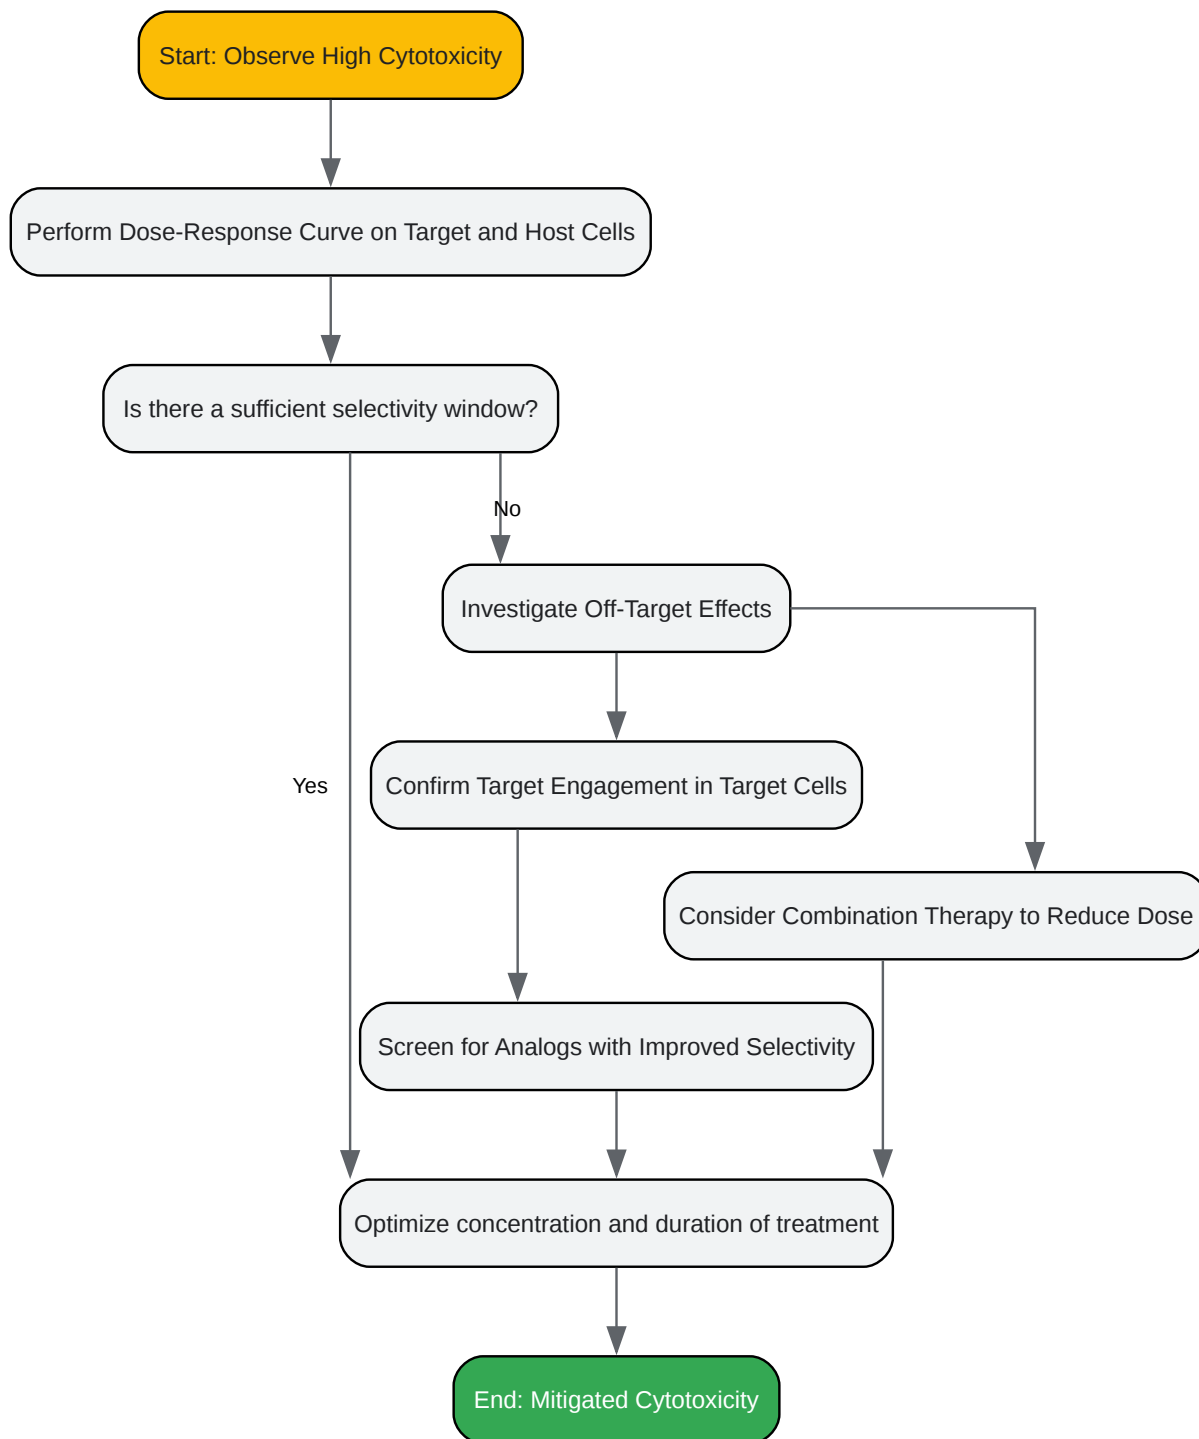 Start: Observe High Cytotoxicity
Perform Dose-Response Curve on Target and Host Cells
Is there a sufficient selectivity window?
No
Investigate Off-Target Effects
Yes
Confirm Target Engagement in Target Cells
Consider Combination Therapy to Reduce Dose
Screen for Analogs with Improved Selectivity
Optimize concentration and duration of treatment
End: Mitigated Cytotoxicity